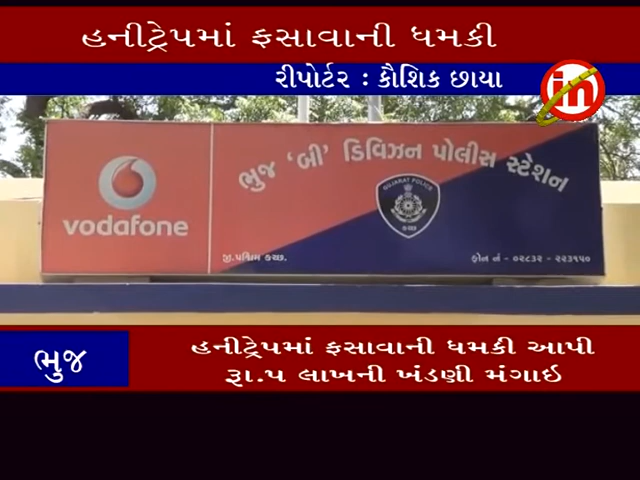 હનીટ્રેપમાં ફસાવાની ધમકી
રીપોર્ટર : કૌશિક છાયા
in
vodafone
ભુજ ‘બી’ ડિવિઝન પોલીસ સ્ટેશન
GUJARAT POLICE
જી.પશ્ચિમ કચ્છ.
ફોન નં - ૦૨૮૩૨ - ૨૨૩૧૫૦
ભુજ
હનીટ્રેપમાં ફસાવાની ધમકી આપી
રૂા.૫ લાખની ખંડણી મંગાઇ